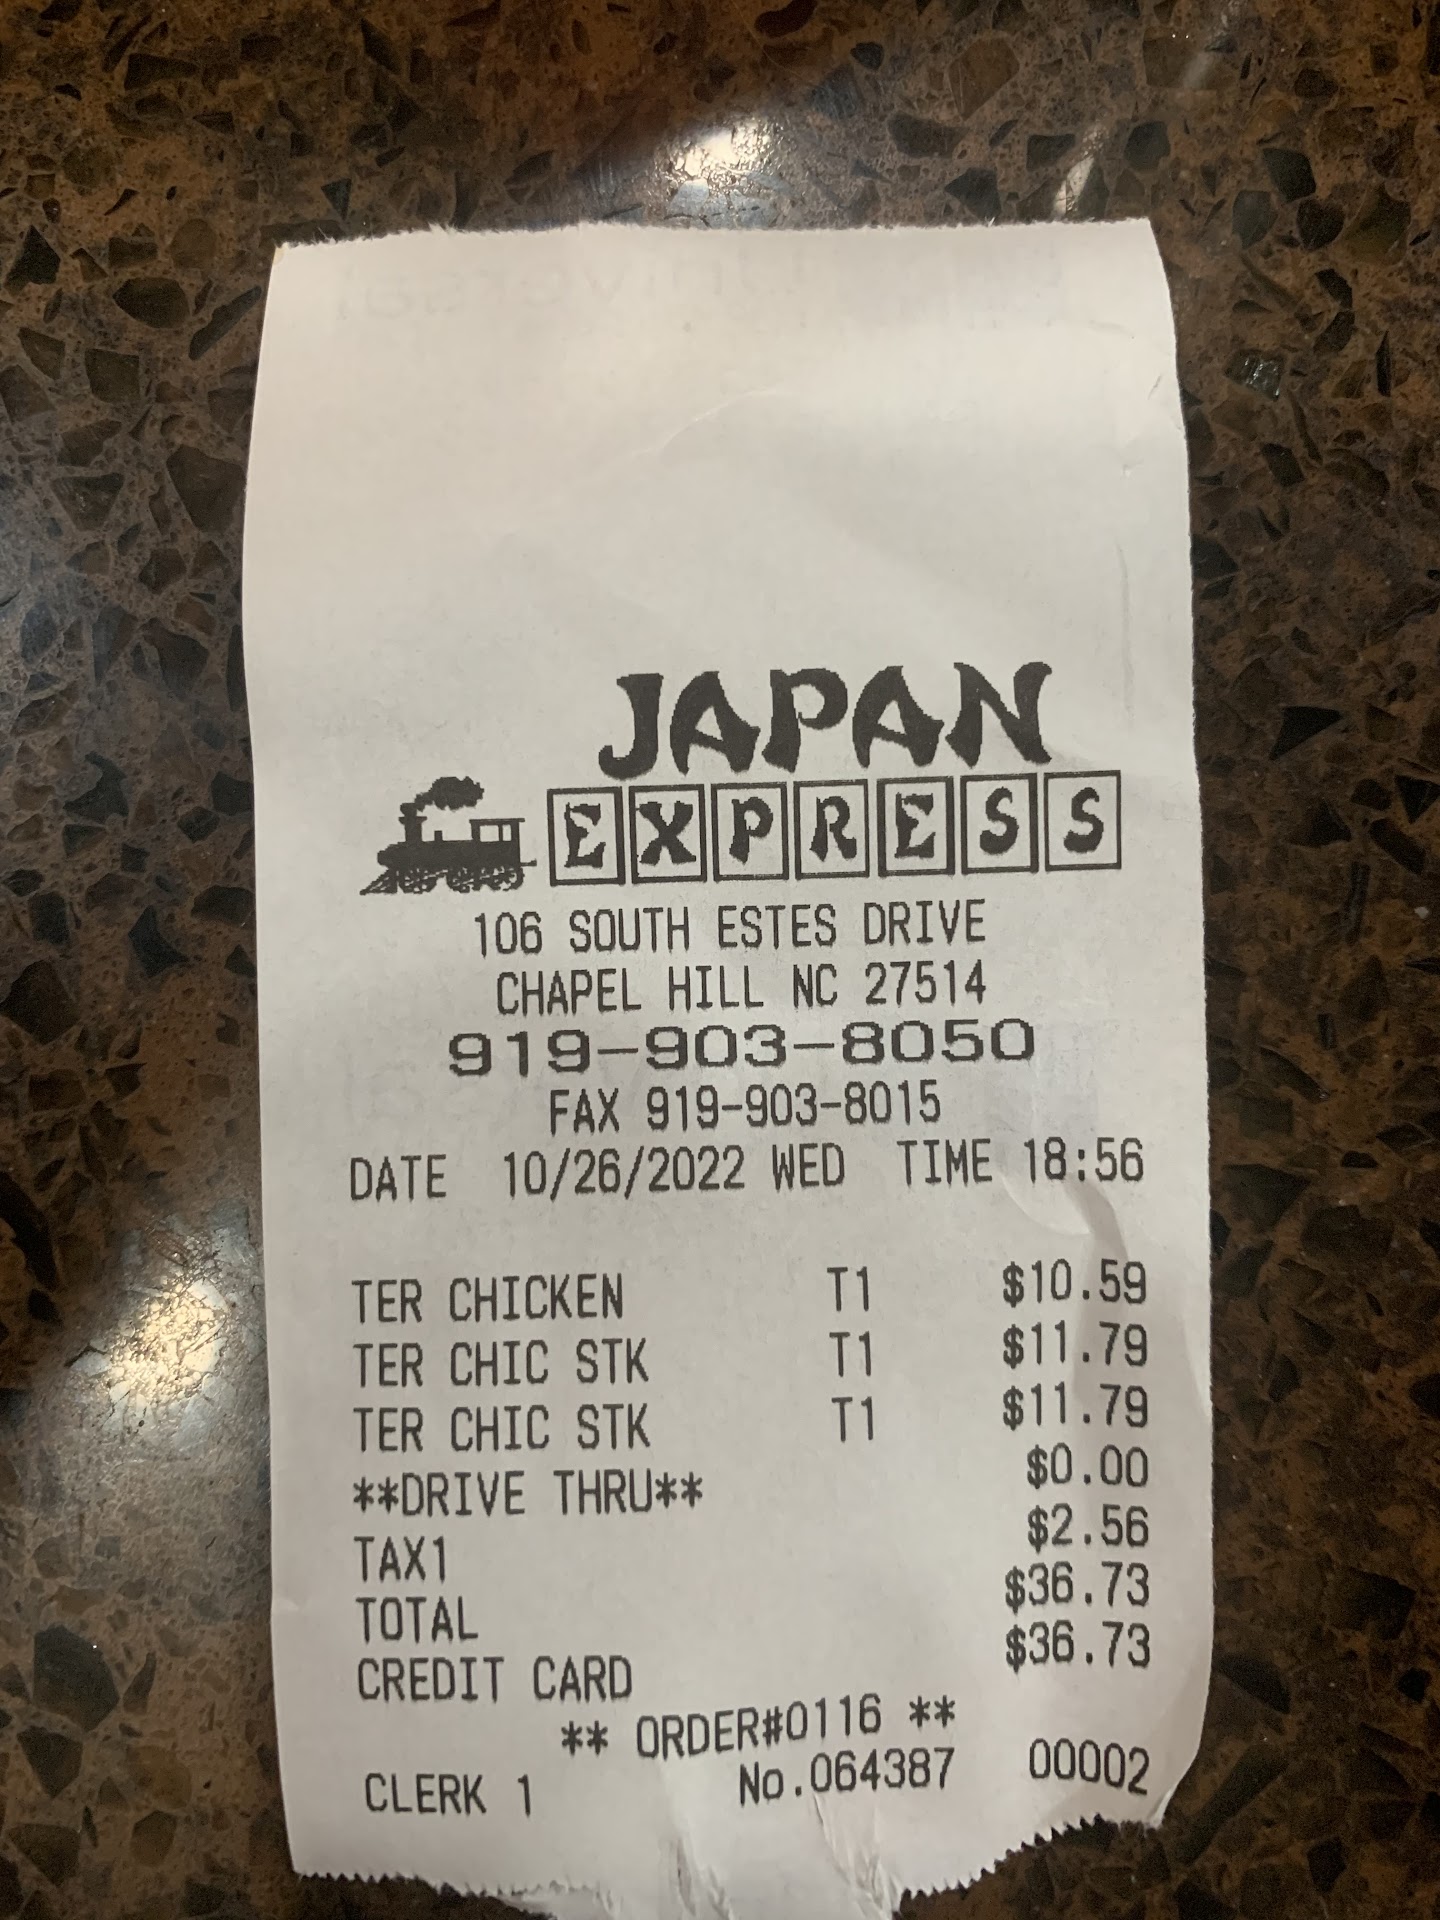 JAPAN
EXPRESS
106 SOUTH ESTES DRIVE
CHAPEL HILL NC 27514
919-903-8050
FAX 919-903-8015
DATE 10/26/2022 WED TIME 18:56
TER CHICKEN T1 $10.59
TER CHIC STK T1 $11.79
TER CHIC STK T1 $11.79
**DRIVE THRU** $0.00
TAX1 $2.56
TOTAL $36.73
CREDIT CARD $36.73
** ORDER#0116 **
CLERK 1 No.064387 00002